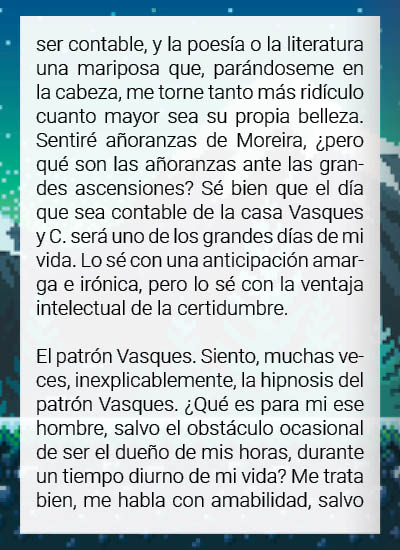 ser contable, y la poesía o la literatura
una mariposa que, parándoseme en
la cabeza, me torne tanto más ridículo
cuanto mayor sea su propia belleza.
Sentiré añoranzas de Moreira, ¿pero
qué son las añoranzas ante las gran-
des ascensiones? Sé bien que el día
que sea contable de la casa Vasques
y C. será uno de los grandes días de mi
vida. Lo sé con una anticipación amar-
ga e irónica, pero lo sé con la ventaja
intelectual de la certidumbre.
El patrón Vasques. Siento, muchas ve-
ces, inexplicablemente, la hipnosis del
patrón Vasques. ¿Qué es para mi ese
hombre, salvo el obstáculo ocasional
de ser el dueño de mis horas, durante
un tiempo diurno de mi vida? Me trata
bien, me habla con amabilidad, salvo